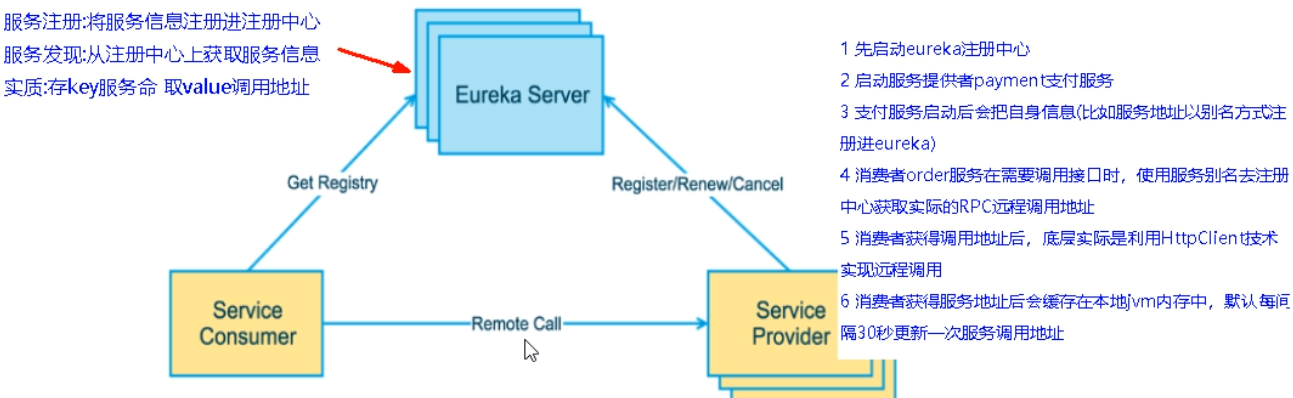 服务注册:将服务信息注册进注册中心
服务发现:从注册中心上获取服务信息
实质:存key服务命 取value调用地址
Eureka Server
Get Registry
Register/Renew/Cancel
Service
Consumer
Remote Call
Service
Provider
1 先启动eureka注册中心
2 启动服务提供者payment支付服务
3 支付服务启动后会把自身信息(比如服务地址以别名方式注
册进eureka)
4 消费者order服务在需要调用接口时，使用服务别名去注册
中心获取实际的RPC远程调用地址
5 消费者获得调用地址后，底层实际是利用HttpClient技术
实现远程调用
6 消费者获得服务地址后会缓存在本地jvm内存中，默认每间
隔30秒更新一次服务调用地址